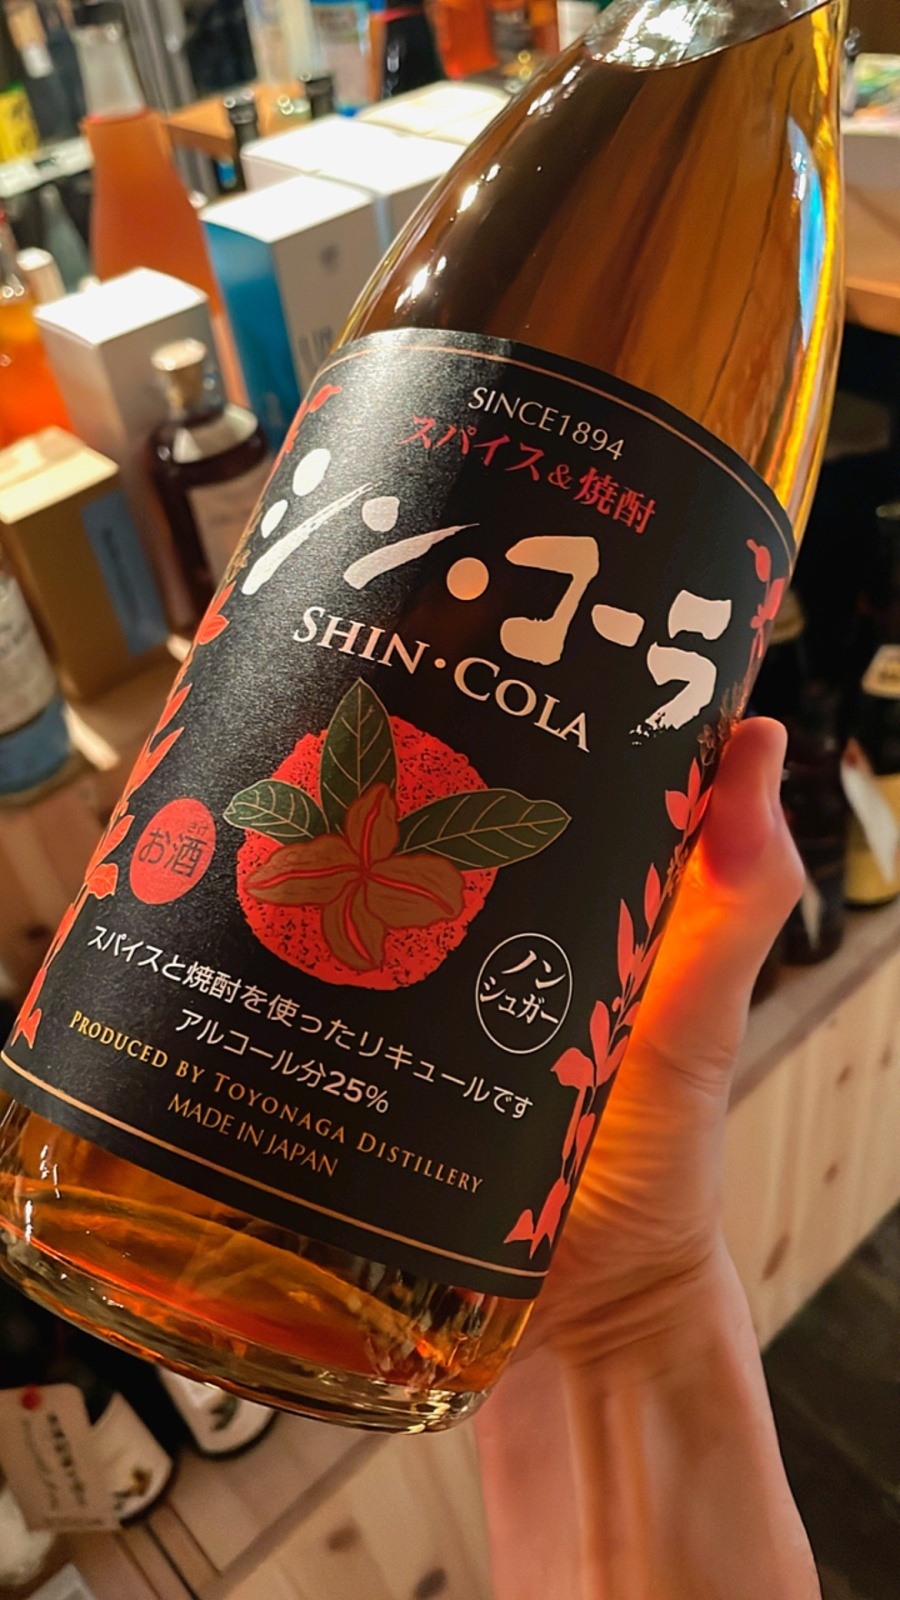 SINCE1894
スパイス&焼酎
シン・コーラ
SHIN・COLA
お酒
さけ
ノン
シュガー
スパイスと焼酎を使ったリキュールです
アルコール分25%
PRODUCED BY TOYONAGA DISTILLERY
MADE IN JAPAN